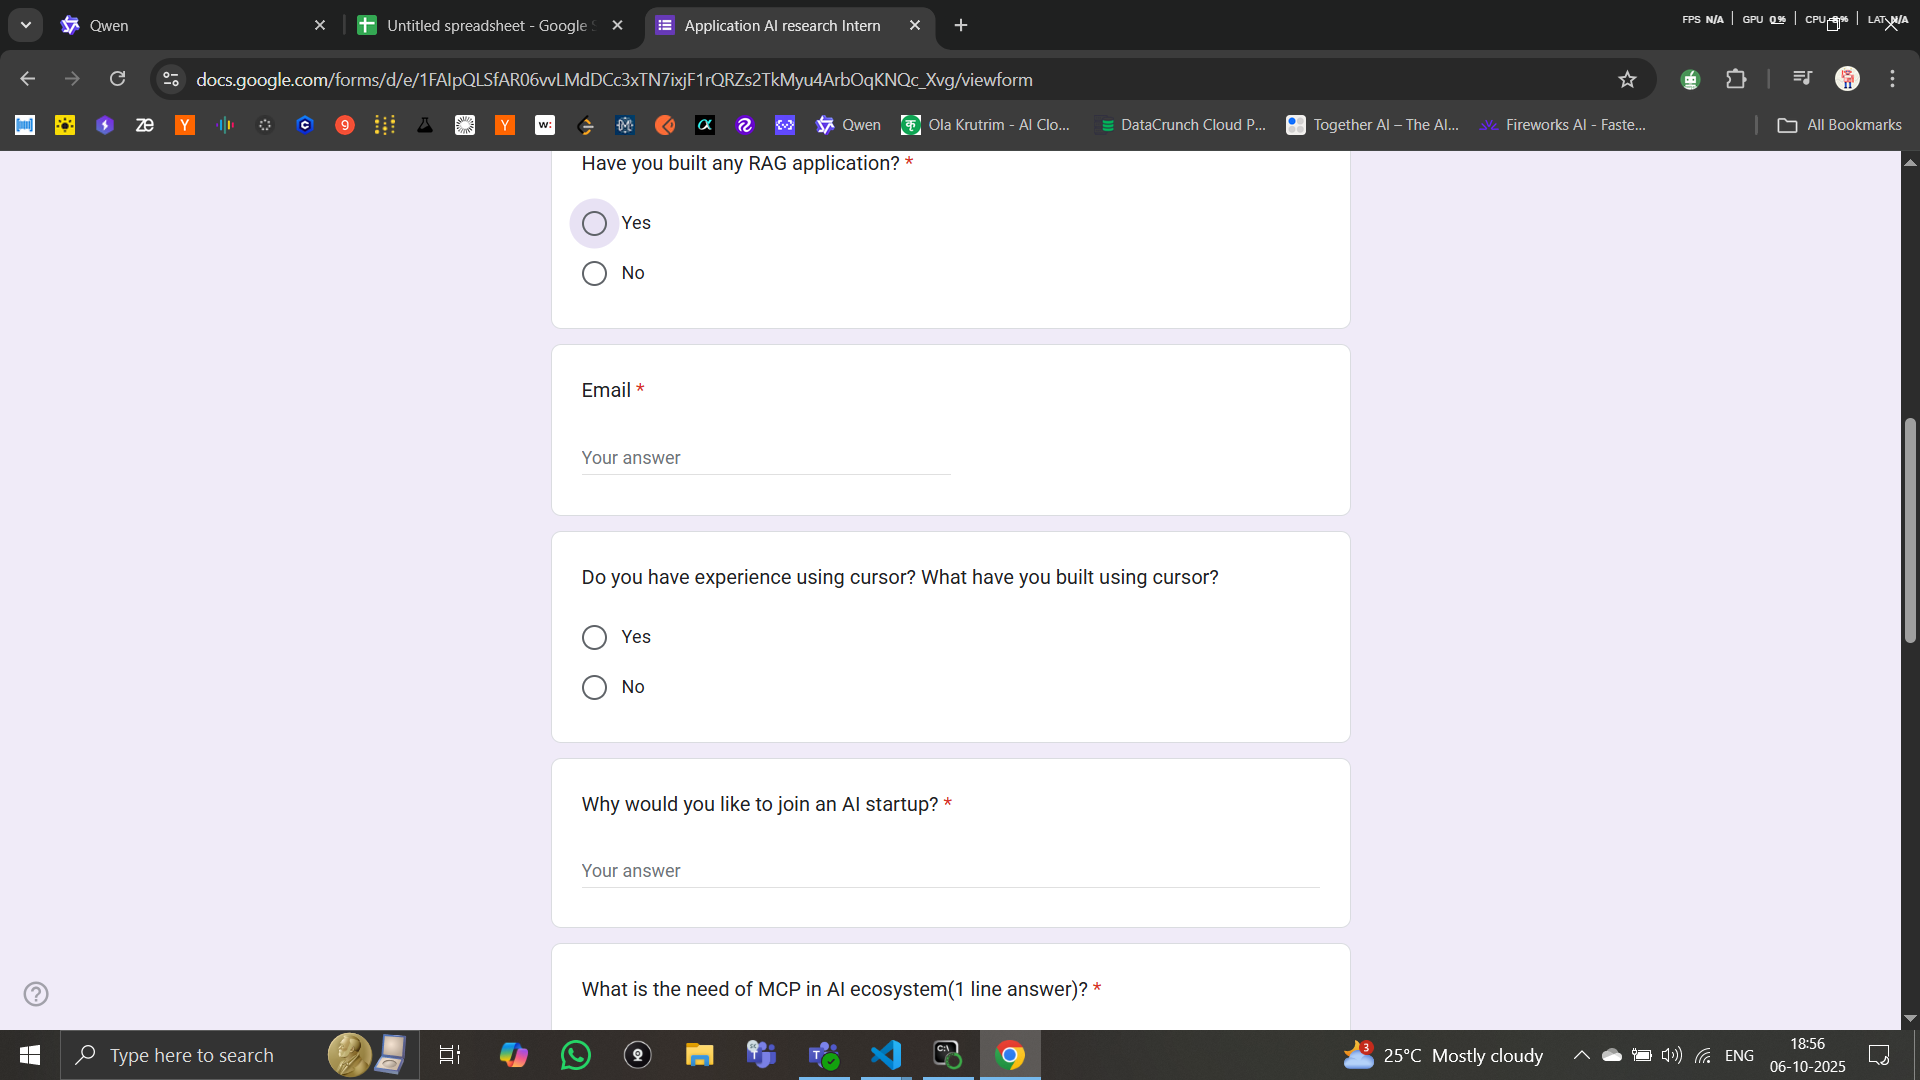 Qwen
Untitled spreadsheet - Google S
Application AI research Intern
FPS N/A
GPU 0%
CPU
LAT N/A
docs.google.com/forms/d/e/1FAIpQLSfAR06vvLMdDCc3xTN7ixjF1rQRZs2TkMyu4ArbOqKNQc_Xvg/viewform
Qwen
Ola Krutrim - AI Clo...
DataCrunch Cloud P...
Together AI – The AI...
Fireworks AI - Faste...
All Bookmarks
Have you built any RAG application? *
Yes
No
Email *
Your answer
Do you have experience using cursor? What have you built using cursor?
Yes
No
Why would you like to join an AI startup? *
Your answer
What is the need of MCP in AI ecosystem(1 line answer)? *
Type here to search
3
25°C Mostly cloudy
ENG
18:56
06-10-2025